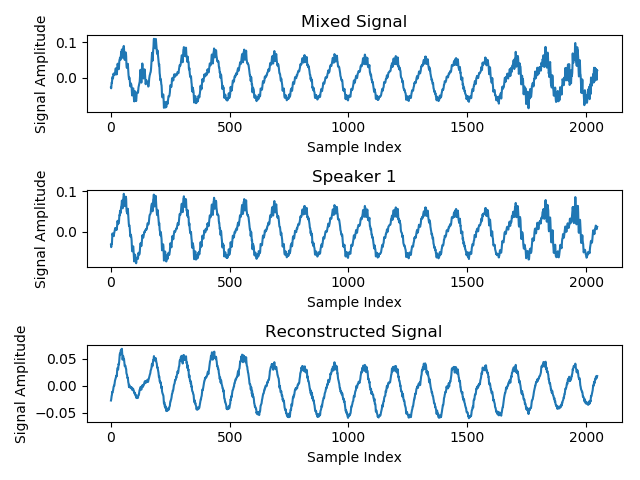 Mixed Signal
0.1
0.0
Signal Amplitude
0 500 1000 1500 2000
Sample Index
Speaker 1
0.1
0.0
Signal Amplitude
0 500 1000 1500 2000
Sample Index
Reconstructed Signal
0.05
0.00
−0.05
Signal Amplitude
0 500 1000 1500 2000
Sample Index